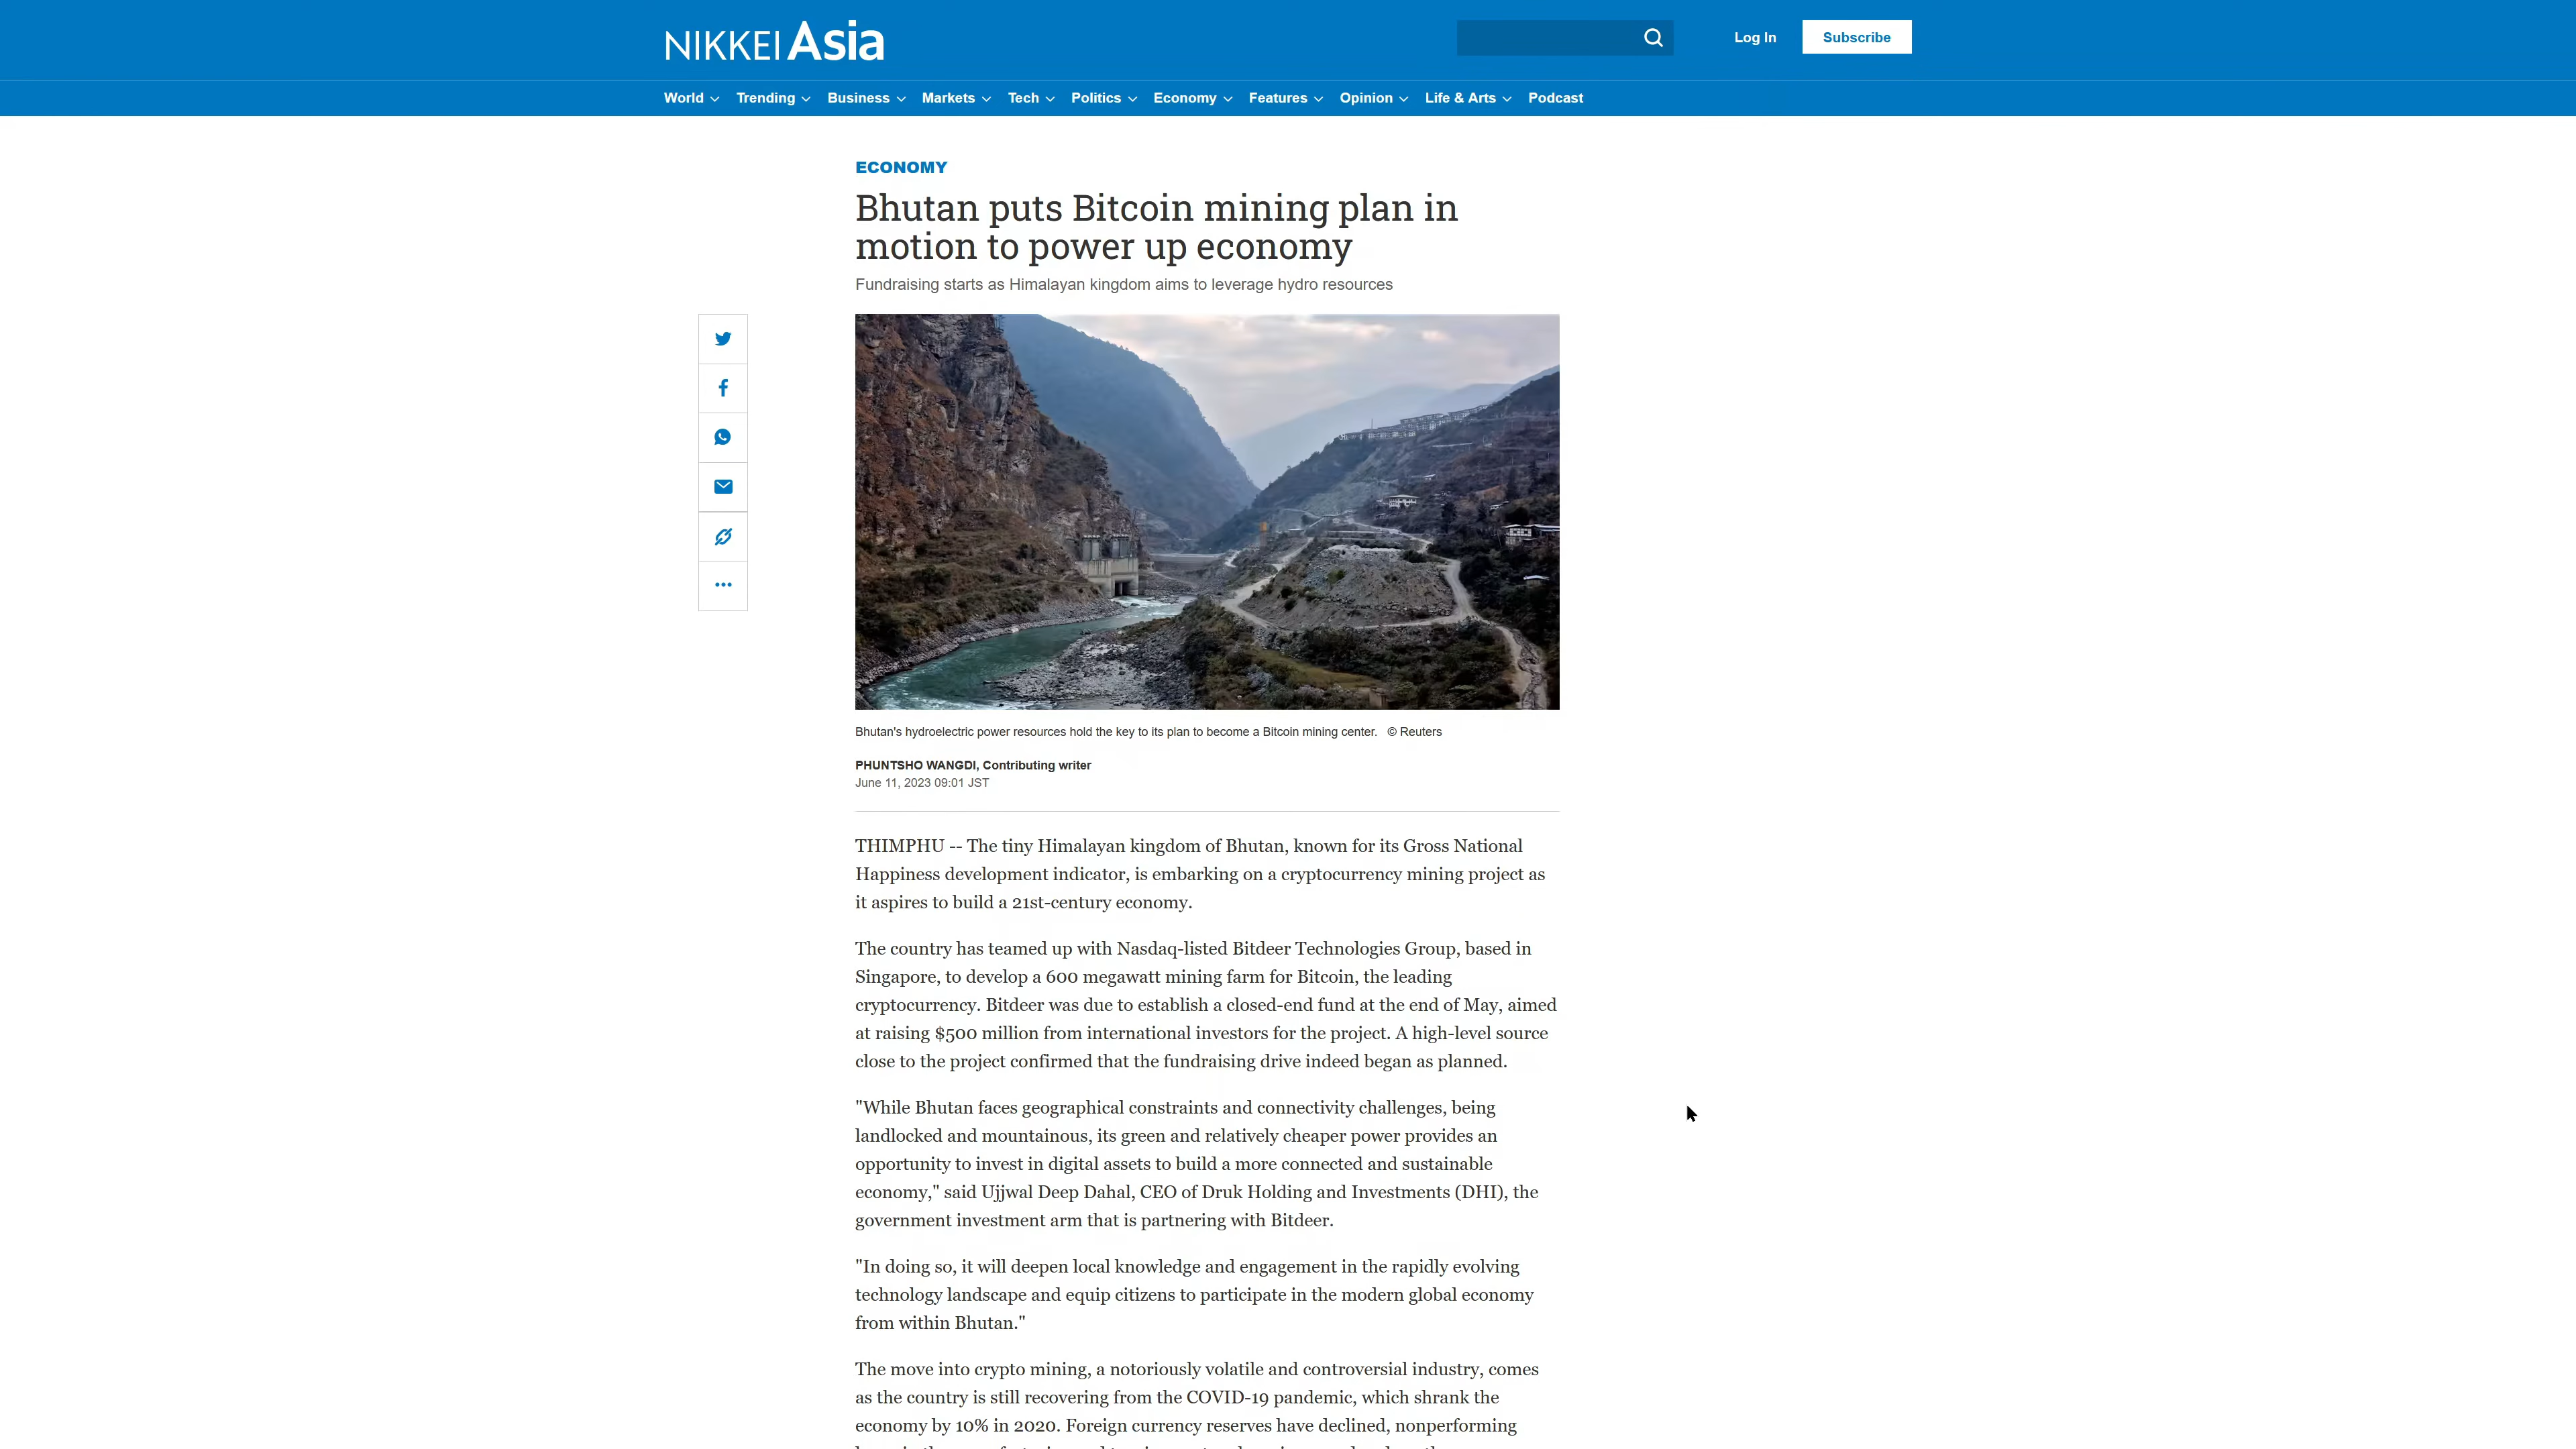 NIKKEI Asia
Log In
Subscribe
World
Trending
Business
Markets
Tech
Politics
Economy
Features
Opinion
Life & Arts
Podcast
ECONOMY
Bhutan puts Bitcoin mining plan in
motion to power up economy
Fundraising starts as Himalayan kingdom aims to leverage hydro resources
Bhutan's hydroelectric power resources hold the key to its plan to become a Bitcoin mining center. © Reuters
PHUNTSHO WANGDI, Contributing writer
June 11, 2023 09:01 JST
THIMPHU -- The tiny Himalayan kingdom of Bhutan, known for its Gross National
Happiness development indicator, is embarking on a cryptocurrency mining project as
it aspires to build a 21st-century economy.
The country has teamed up with Nasdaq-listed Bitdeer Technologies Group, based in
Singapore, to develop a 600 megawatt mining farm for Bitcoin, the leading
cryptocurrency. Bitdeer was due to establish a closed-end fund at the end of May, aimed
at raising $500 million from international investors for the project. A high-level source
close to the project confirmed that the fundraising drive indeed began as planned.
"While Bhutan faces geographical constraints and connectivity challenges, being
landlocked and mountainous, its green and relatively cheaper power provides an
opportunity to invest in digital assets to build a more connected and sustainable
economy," said Ujjwal Deep Dahal, CEO of Druk Holding and Investments (DHI), the
government investment arm that is partnering with Bitdeer.
"In doing so, it will deepen local knowledge and engagement in the rapidly evolving
technology landscape and equip citizens to participate in the modern global economy
from within Bhutan."
The move into crypto mining, a notoriously volatile and controversial industry, comes
as the country is still recovering from the COVID-19 pandemic, which shrank the
economy by 10% in 2020. Foreign currency reserves have declined, nonperforming